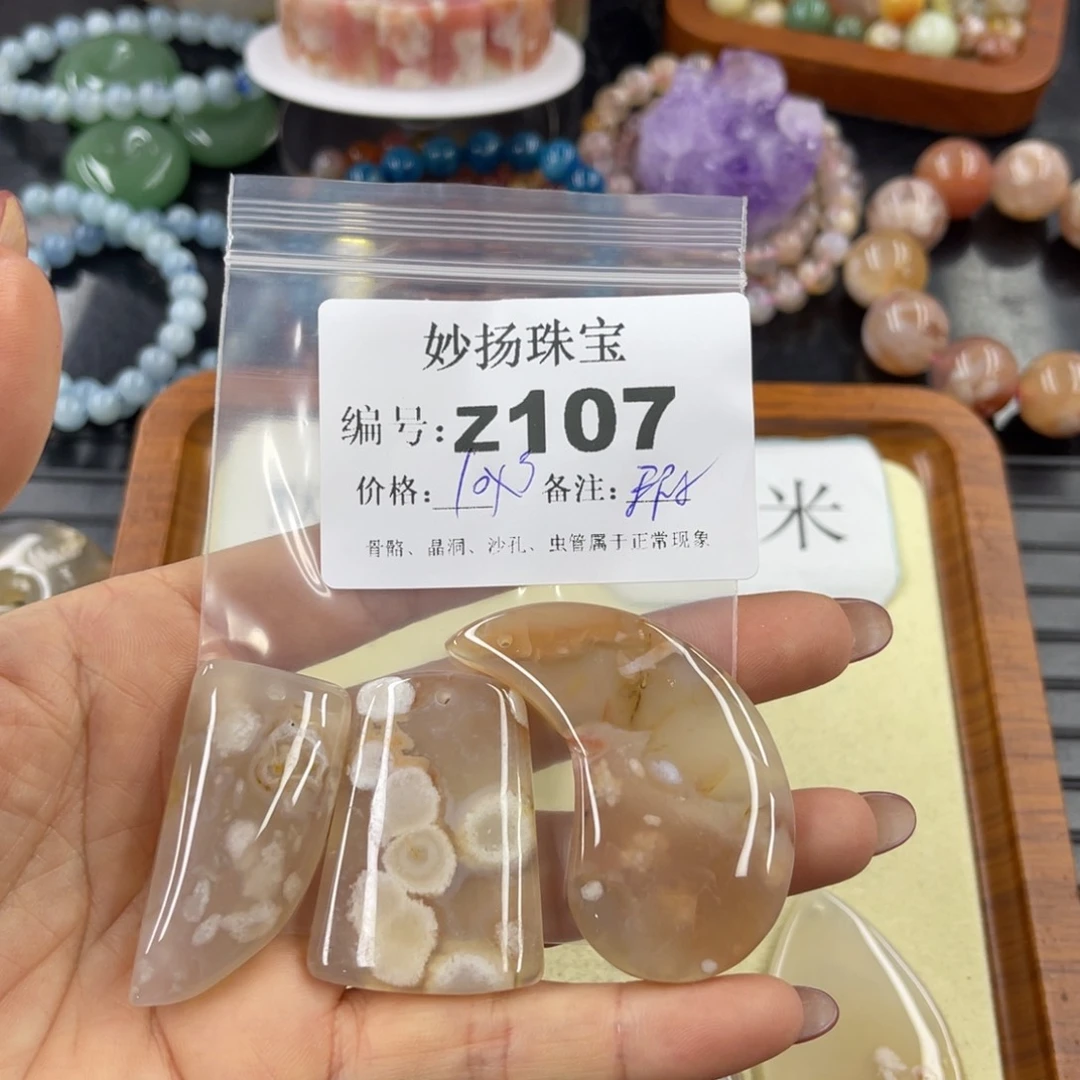 妙扬珠宝
编号:z107
价格:10x3 备注:
骨骼、晶洞、沙孔、虫管属于正常现象
米